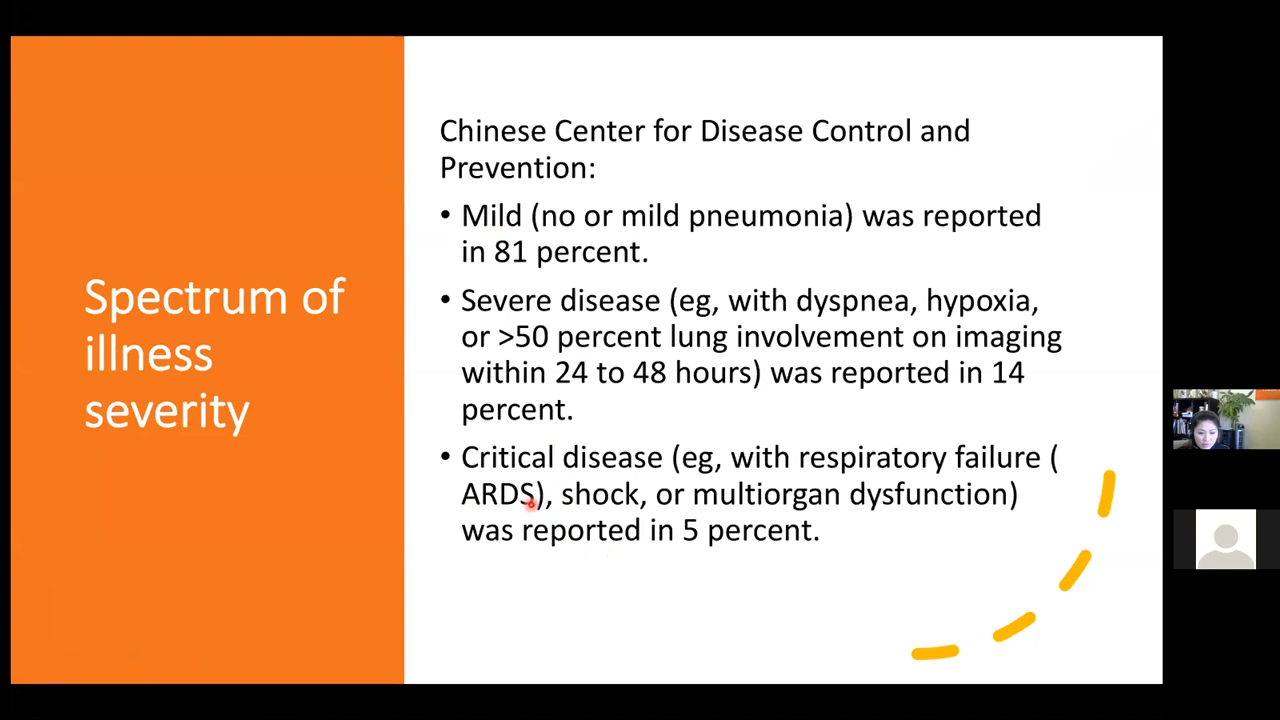 Spectrum of
illness
severity
Chinese Center for Disease Control and
Prevention:
• Mild (no or mild pneumonia) was reported
in 81 percent.
• Severe disease (eg, with dyspnea, hypoxia,
or >50 percent lung involvement on imaging
within 24 to 48 hours) was reported in 14
percent.
• Critical disease (eg, with respiratory failure (
ARDS), shock, or multiorgan dysfunction)
was reported in 5 percent.